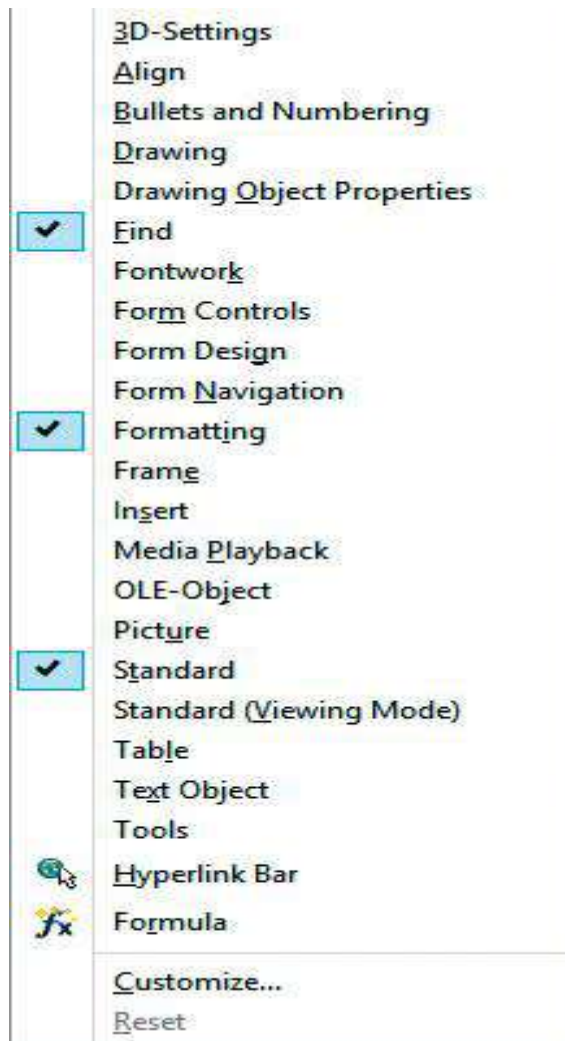 3D-Settings
Align
Bullets and Numbering
Drawing
Drawing Object Properties
Find
Fontwork
Form Controls
Form Design
Form Navigation
Formatting
Frame
Insert
Media Playback
OLE-Object
Picture
Standard
Standard (Viewing Mode)
Table
Text Object
Tools
Hyperlink Bar
Formula
Customize...
Reset